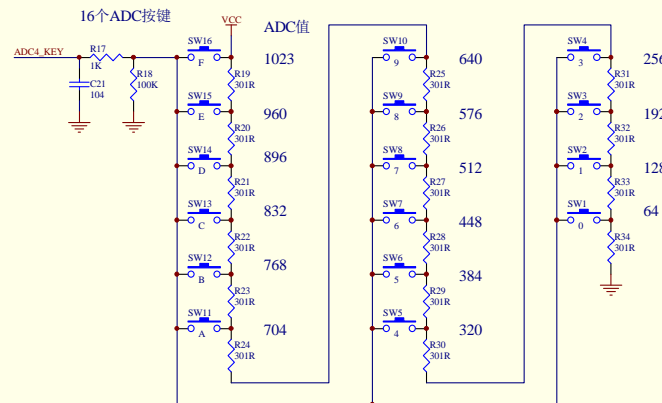 16个ADC按键
VCC
ADC值
ADC4_KEY
R17
1K
C21
104
R18
100K
SW16
F
1023
R19
301R
SW15
E
960
R20
301R
SW14
D
896
R21
301R
SW13
C
832
R22
301R
SW12
B
768
R23
301R
SW11
A
704
R24
301R
SW10
9
640
R25
301R
SW9
8
576
R26
301R
SW8
7
512
R27
301R
SW7
6
448
R28
301R
SW6
5
384
R29
301R
SW5
4
320
R30
301R
SW4
3
256
R31
301R
SW3
2
192
R32
301R
SW2
1
128
R33
301R
SW1
0
64
R34
301R